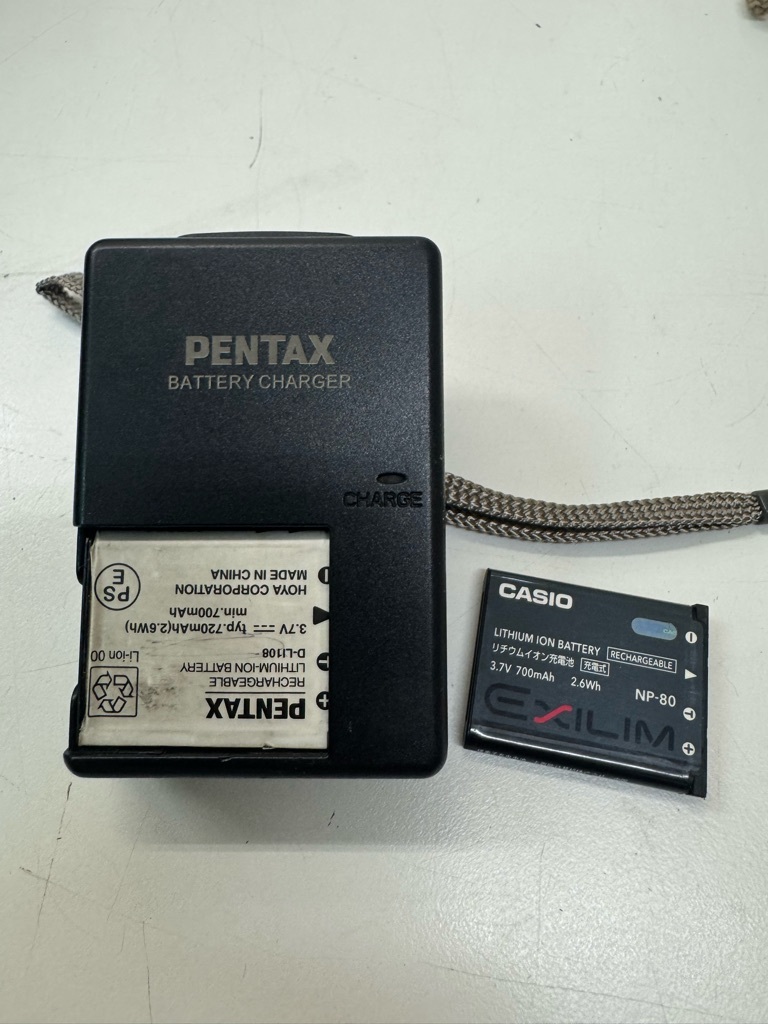 PENTAX
BATTERY CHARGER
CHARGE
PENTAX
RECHARGEABLE
LITHIUM-ION BATTERY
D-LI108
Li-ion 00
3.7V ⎓ typ.720mAh(2.6Wh)
min.700mAh
HOYA CORPORATION
MADE IN CHINA
PS
E
CASIO
LITHIUM ION BATTERY RECHARGEABLE
リチウムイオン充電池 充電式
3.7V 700mAh 2.6Wh
NP-80
EXILIM
T